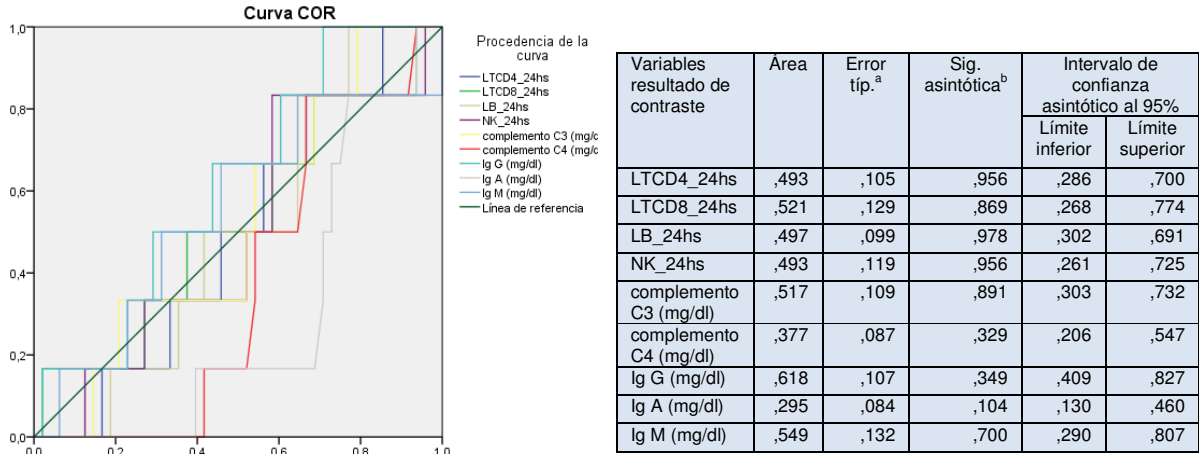 Curva COR
1,0
0,8
0,6
0,4
0,2
0,0
0,0
0,2
0,4
0,6
0,8
1,0
Procedencia de la
curva
LTCD4_24hs
LTCD8_24hs
LB_24hs
NK_24hs
complemento C3 (mg/d
complemento C4 (mg/d
Ig G (mg/dl)
Ig A (mg/dl)
Ig M (mg/dl)
Línea de referencia
Variables resultado de contraste Área Error típ.a Sig. asintótica b Intervalo de confianza asintótico al 95%
Límite inferior Límite superior
LTCD4_24hs ,493 ,105 ,956 ,286 ,700
LTCD8_24hs ,521 ,129 ,869 ,268 ,774
LB_24hs ,497 ,099 ,978 ,302 ,691
NK_24hs ,493 ,119 ,956 ,261 ,725
complemento C3 (mg/dl) ,517 ,109 ,891 ,303 ,732
complemento C4 (mg/dl) ,377 ,087 ,329 ,206 ,547
Ig G (mg/dl) ,618 ,107 ,349 ,409 ,827
Ig A (mg/dl) ,295 ,084 ,104 ,130 ,460
Ig M (mg/dl) ,549 ,132 ,700 ,290 ,807